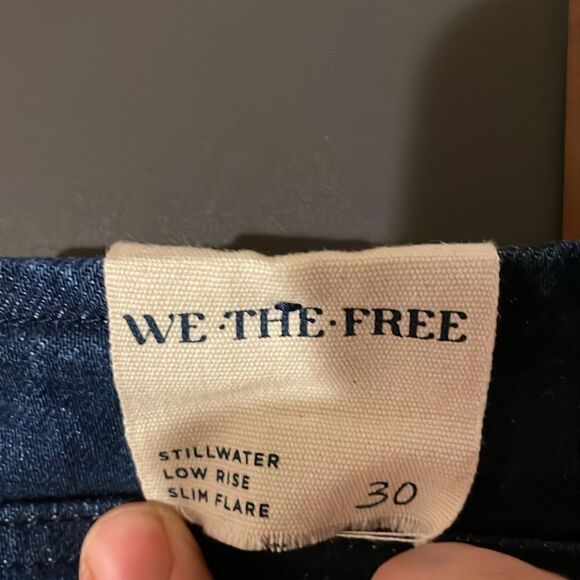 WE·THE·FREE
STILLWATER
LOW RISE
SLIM FLARE
30